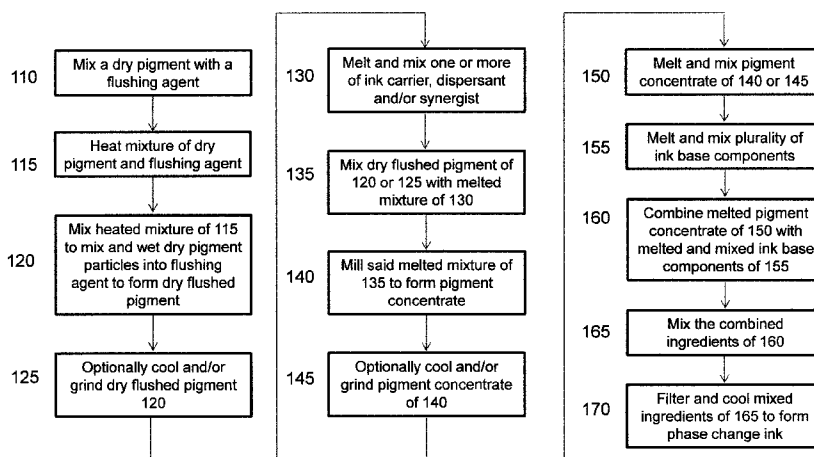 110
Mix a dry pigment with a
flushing agent
115
Heat mixture of dry
pigment and flushing agent
120
Mix heated mixture of 115
to mix and wet dry pigment
particles into flushing
agent to form dry flushed
pigment
125
Optionally cool and/or
grind dry flushed pigment
120
130
Melt and mix one or more
of ink carrier, dispersant
and/or synergist
135
Mix dry flushed pigment of
120 or 125 with melted
mixture of 130
140
Mill said melted mixture of
135 to form pigment
concentrate
145
Optionally cool and/or
grind pigment concentrate
of 140
150
Melt and mix pigment
concentrate of 140 or 145
155
Melt and mix plurality of
ink base components
160
Combine melted pigment
concentrate of 150 with
melted and mixed ink base
components of 155
165
Mix the combined
ingredients of 160
170
Filter and cool mixed
ingredients of 165 to form
phase change ink